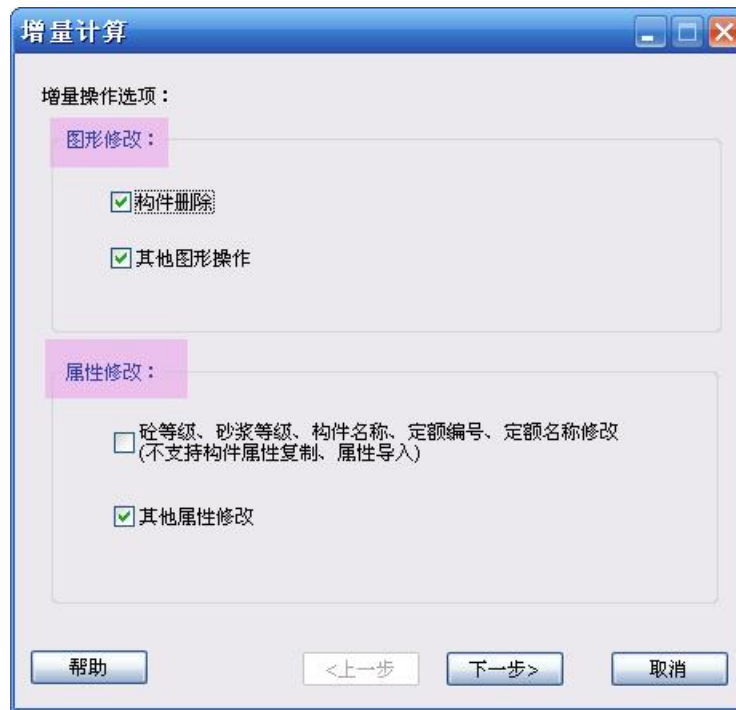 增量计算
增量操作选项：
图形修改：
构件删除
其他图形操作
属性修改：
砼等级、砂浆等级、构件名称、定额编号、定额名称修改
(不支持构件属性复制、属性导入)
其他属性修改
帮助
<上一步
下一步>
取消